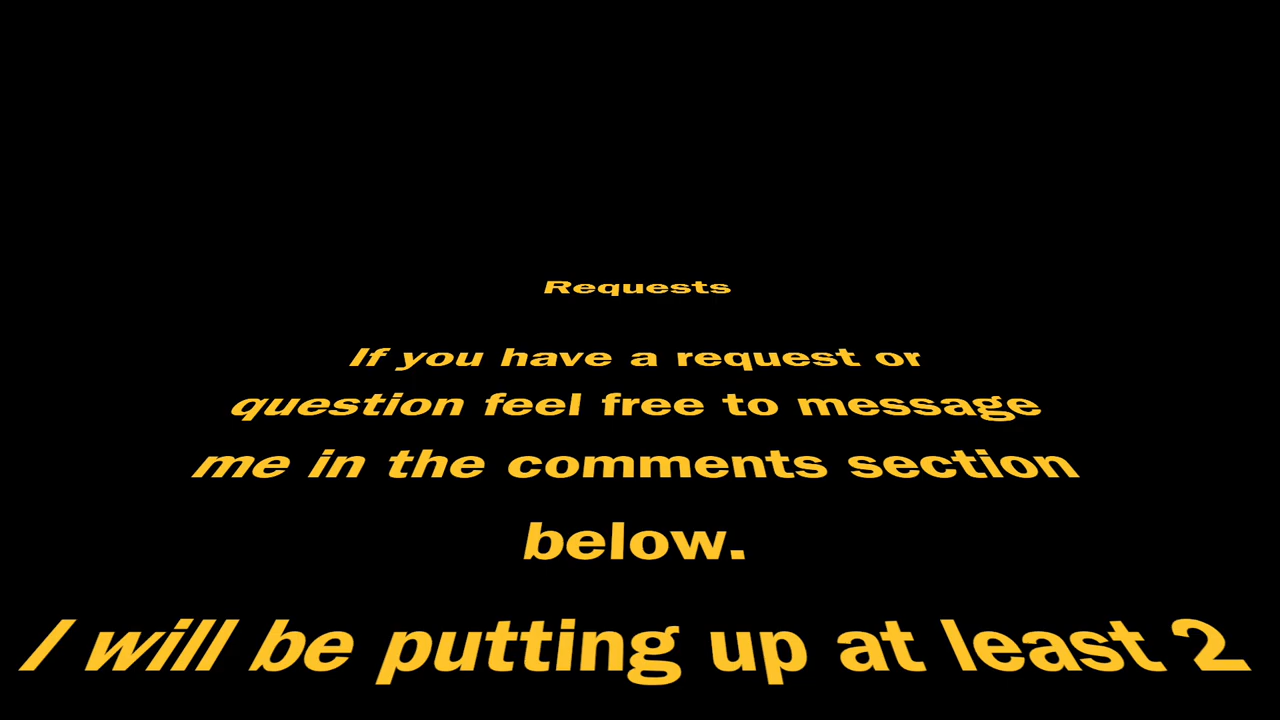 Requests
If you have a request or
question feel free to message
me in the comments section
below.
I will be putting up at least 2